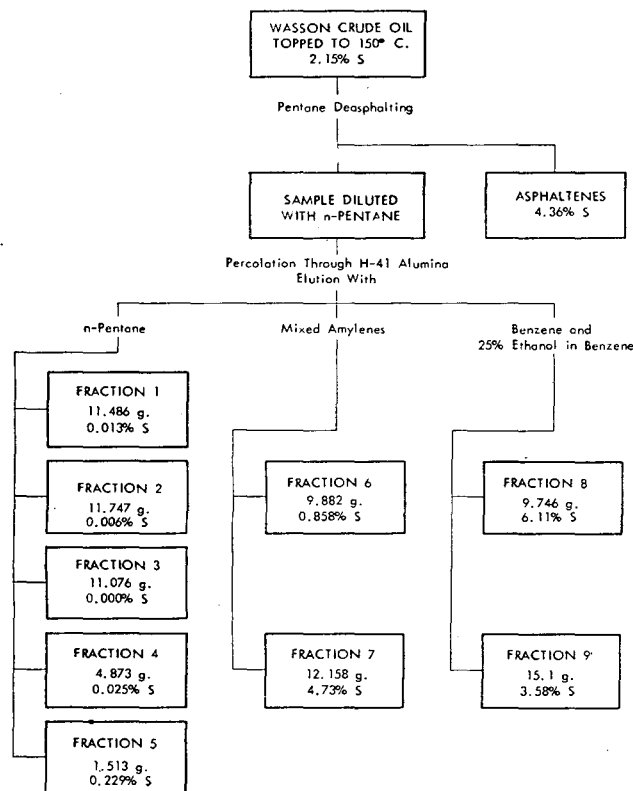 WASSON CRUDE OIL
TOPPED TO 150° C.
2.15% S
Pentane Deasphalting
SAMPLE DILUTED
WITH n-PENTANE
ASPHALTENES
4.36% S
Percolation Through H-41 Alumina
Elution With
n-Pentane
Mixed Amylenes
Benzene and
25% Ethanol in Benzene
FRACTION 1
11.486 g.
0.013% S
FRACTION 2
11.747 g.
0.006% S
FRACTION 3
11.076 g.
0.000% S
FRACTION 4
4.873 g.
0.025% S
FRACTION 5
1.513 g.
0.229% S
FRACTION 6
9.882 g.
0.858% S
FRACTION 7
12.158 g.
4.73% S
FRACTION 8
9.746 g.
6.11% S
FRACTION 9
15.1 g.
3.58% S